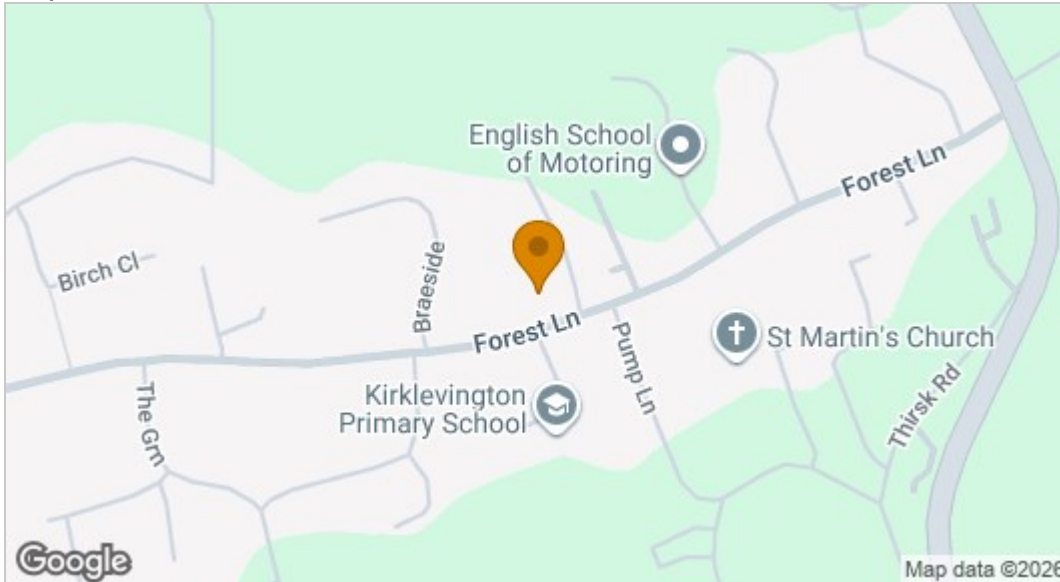 English School
of Motoring
Forest Ln
Birch Cl
Braeside
Forest Ln
Pump Ln
St Martin's Church
Kirklevington
Primary School
The Grn
Thirsk Rd
Google
Map data ©2026